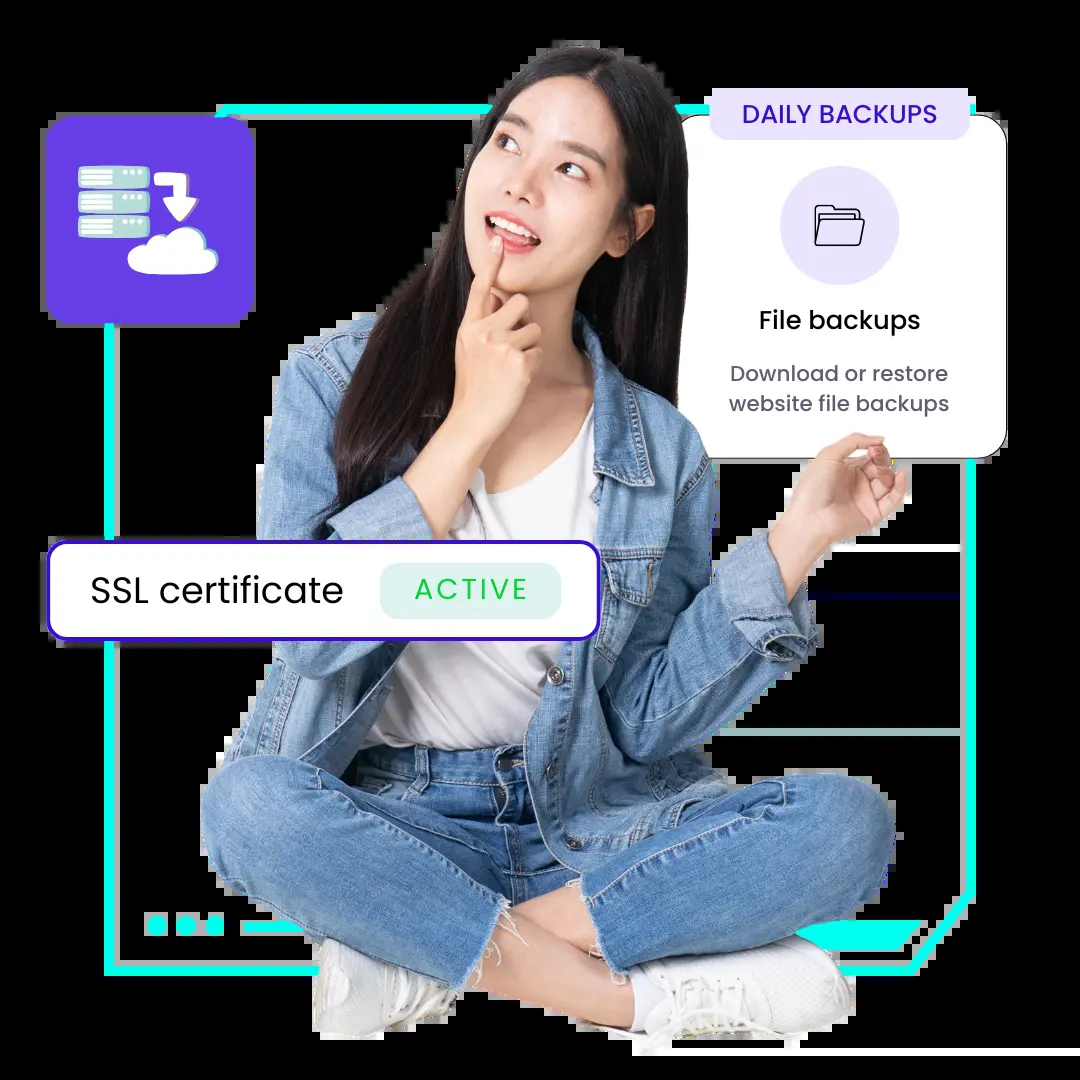 DAILY BACKUPS
File backups
Download or restore
website file backups
SSL certificate ACTIVE